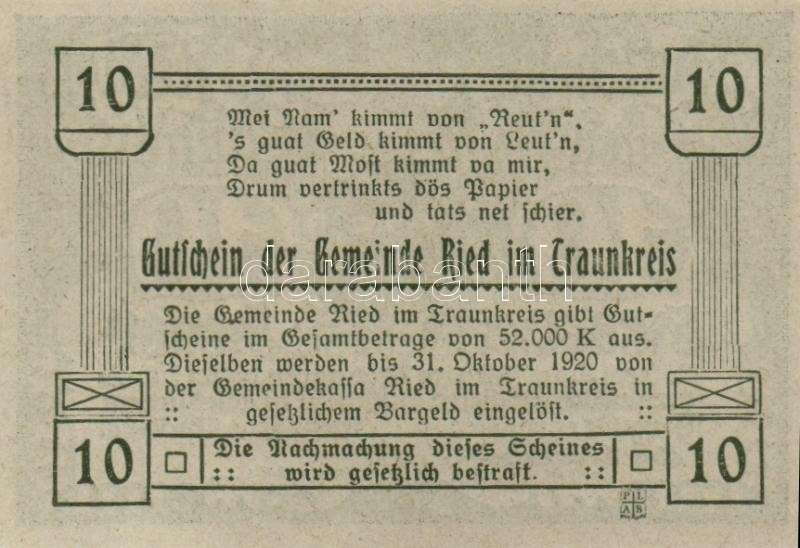 10 10
Mei Nam' kimmt von „Reut'n“,
's guat Geld kimmt von Leut'n,
Da guat Most kimmt va mir,
Drum vertrinkts dös Papier
und tats net schier.
Gutschein der Gemeinde Ried im Traunkreis
darabanth
Die Gemeinde Ried im Traunkreis gibt Gut=
scheine im Gesamtbetrage von 52.000 K aus.
Dieselben werden bis 31. Oktober 1920 von
der Gemeindekassa Ried im Traunkreis in
:: gesetzlichem Bargeld eingelöst. ::
10 10
Die Nachmachung dieses Scheines
:: wird gesetzlich bestraft. ::
P L
A B